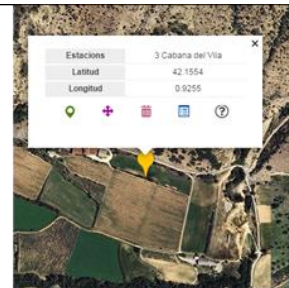 ×
Estacions 3 Cabana del Vila
Latitud 42.1554
Longitud 0.9255
?